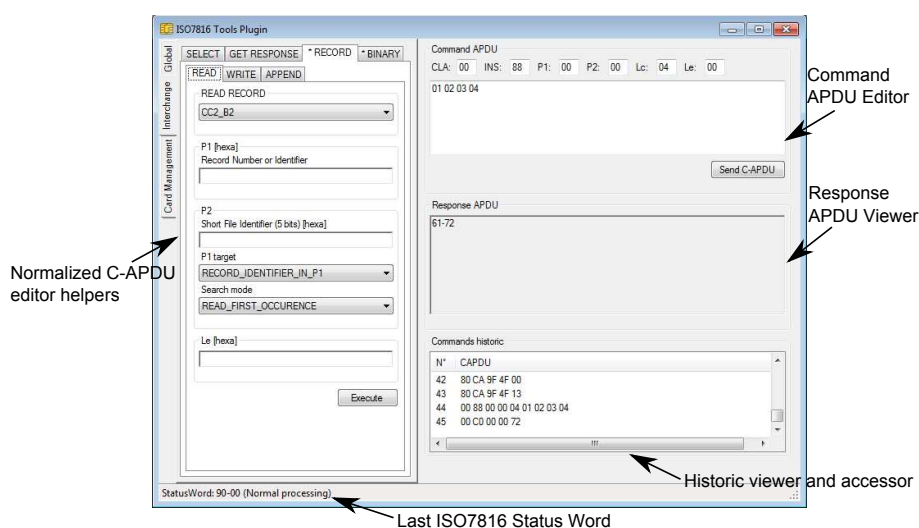 ISO7816 Tools Plugin
Global
Interchange
Card Management
SELECT GET RESPONSE * RECORD * BINARY
READ WRITE APPEND
READ RECORD
CC2_B2
P1 [hexa]
Record Number or Identifier
P2
Short File Identifier (5 bits) [hexa]
P1 target
RECORD_IDENTIFIER_IN_P1
Search mode
READ_FIRST_OCCURENCE
Le [hexa]
Execute
Command APDU
CLA: 00 INS: 88 P1: 00 P2: 00 Lc: 04 Le: 00
01 02 03 04
Send C-APDU
Response APDU
61-72
Commands historic
N° CAPDU
42 80 CA 9F 4F 00
43 80 CA 9F 4F 13
44 00 88 00 00 04 01 02 03 04
45 00 C0 00 00 72
StatusWord: 90-00 (Normal processing)
Command
APDU Editor
Response
APDU Viewer
Normalized C-APDU
editor helpers
Historic viewer and accessor
Last ISO7816 Status Word